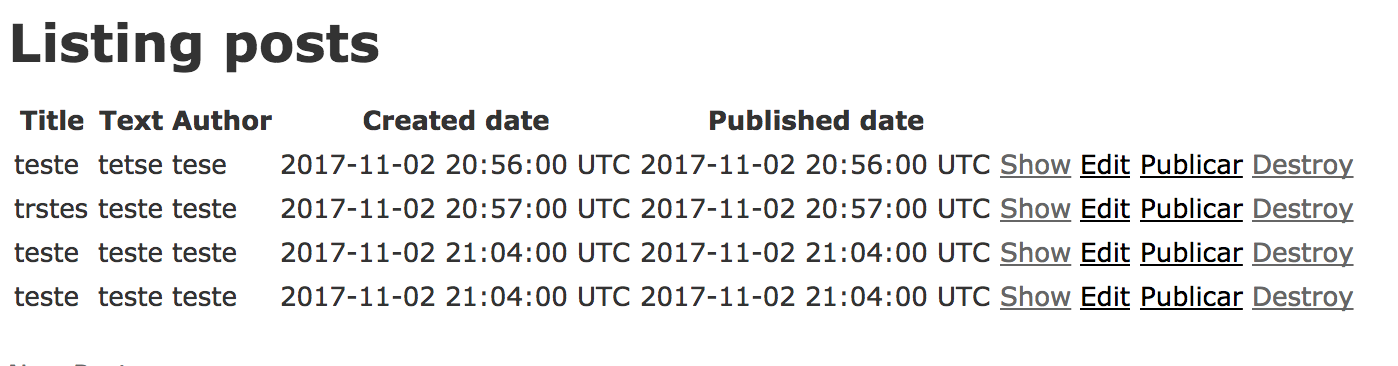 Listing posts
Title Text Author Created date Published date
teste tetse tese 2017-11-02 20:56:00 UTC 2017-11-02 20:56:00 UTC Show Edit Publicar Destroy
trstes teste teste 2017-11-02 20:57:00 UTC 2017-11-02 20:57:00 UTC Show Edit Publicar Destroy
teste teste teste 2017-11-02 21:04:00 UTC 2017-11-02 21:04:00 UTC Show Edit Publicar Destroy
teste teste teste 2017-11-02 21:04:00 UTC 2017-11-02 21:04:00 UTC Show Edit Publicar Destroy